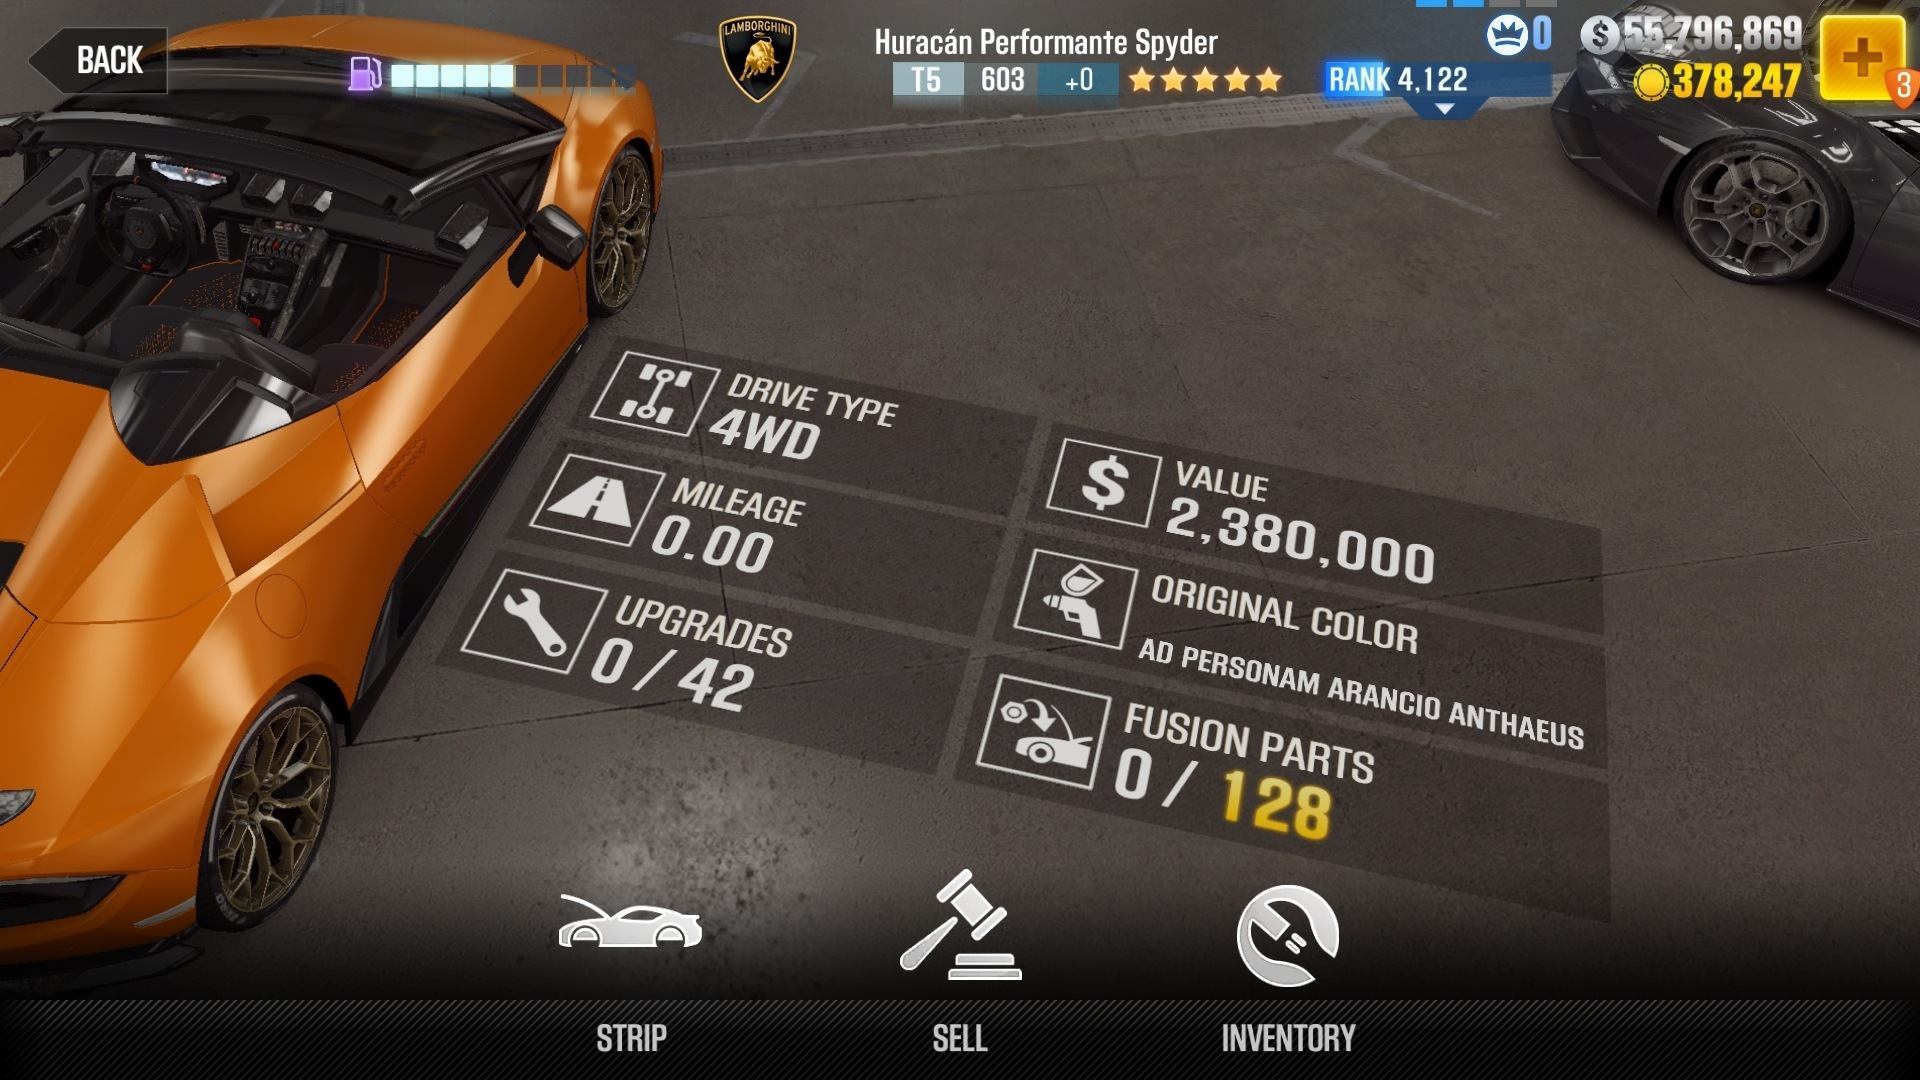 BACK
LAMBORGHINI
Huracán Performante Spyder
T5 603 +0
RANK 4,122
0
55,796,869
378,247
3
DRIVE TYPE
4WD
MILEAGE
0.00
UPGRADES
0 / 42
VALUE
2,380,000
ORIGINAL COLOR
AD PERSONAM ARANCIO ANTHAEUS
FUSION PARTS
0 / 128
STRIP
SELL
INVENTORY